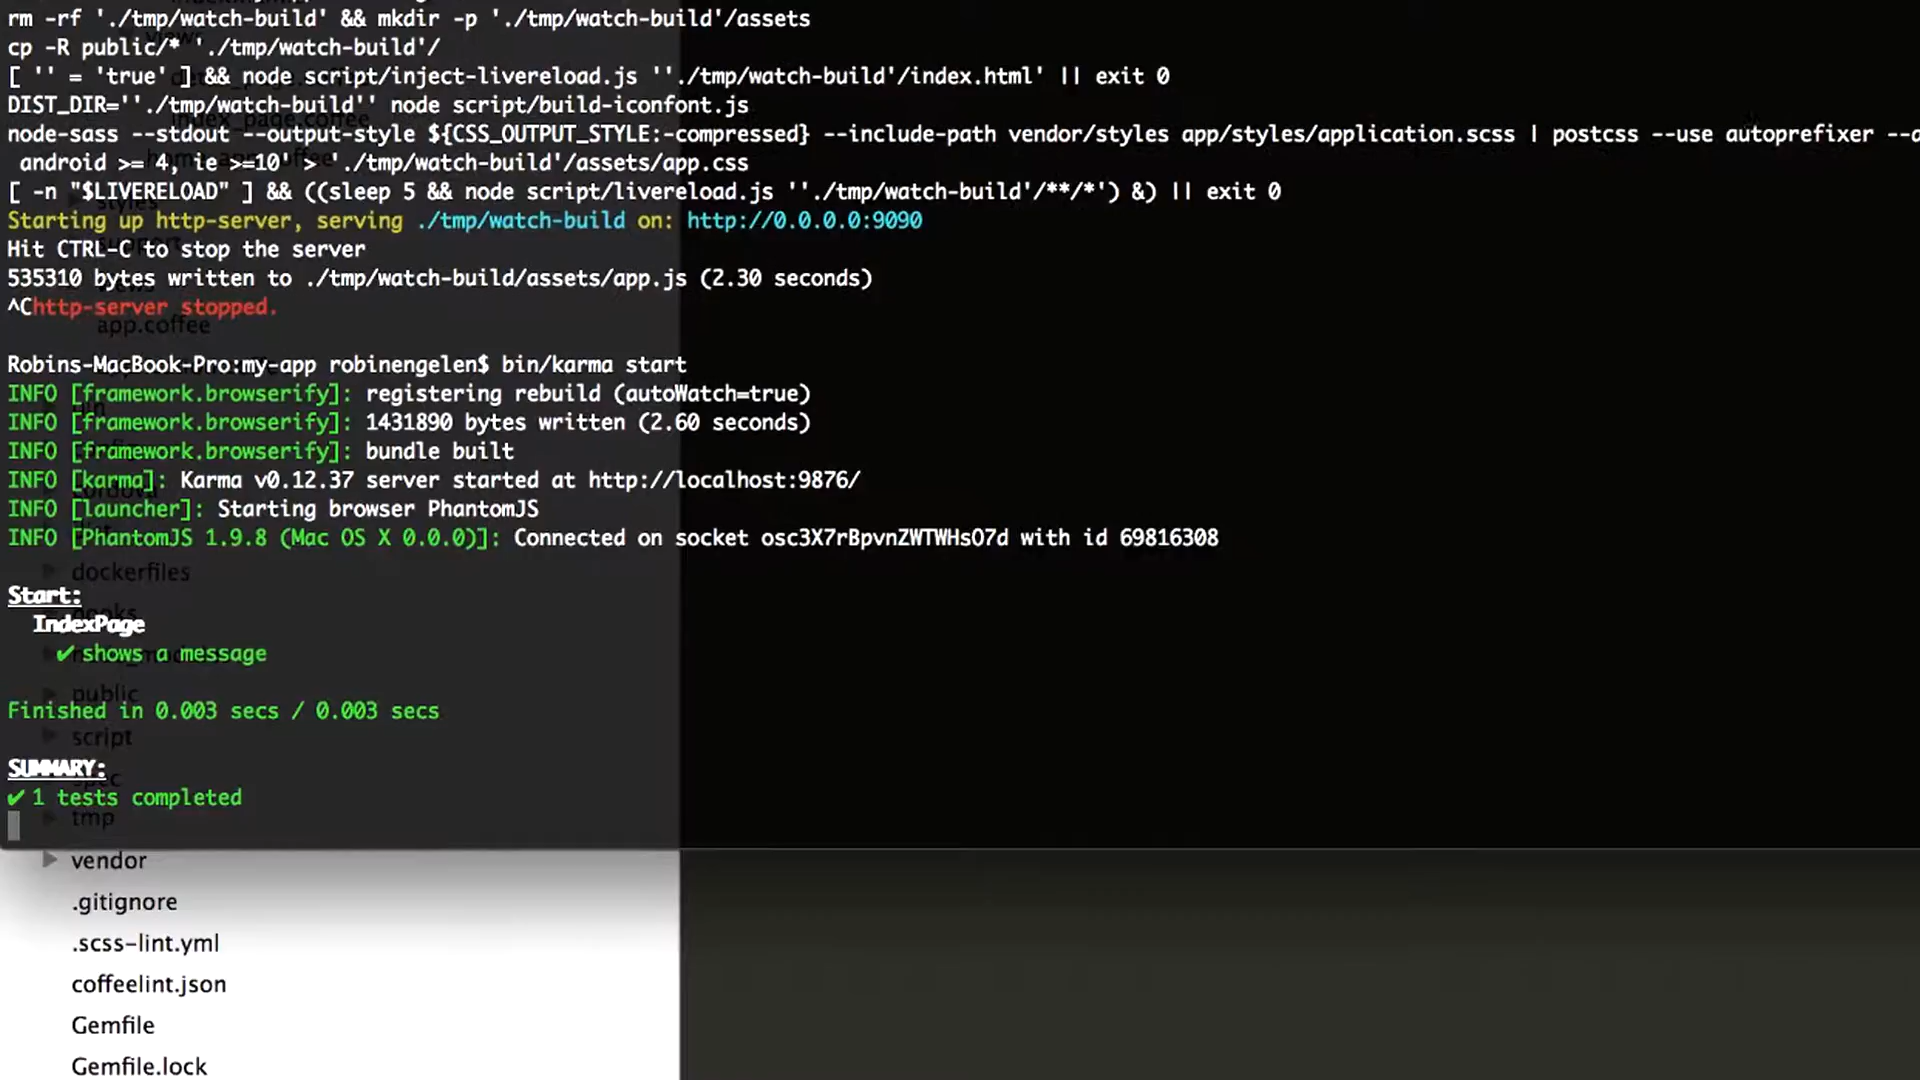 rm -rf './tmp/watch-build' && mkdir -p './tmp/watch-build'/assets
cp -R public/* './tmp/watch-build'/
[ '' = 'true' ] && node script/inject-livereload.js ''./tmp/watch-build'/index.html' || exit 0
DIST_DIR=''./tmp/watch-build'' node script/build-iconfont.js
node-sass --stdout --output-style ${CSS_OUTPUT_STYLE:-compressed} --include-path vendor/styles app/styles/application.scss | postcss --use autoprefixer
android >= 4, ie >=10' > './tmp/watch-build'/assets/app.css
[ -n "$LIVERELOAD" ] && ((sleep 5 && node script/livereload.js ''./tmp/watch-build'/**/*') &) || exit 0
Starting up http-server, serving ./tmp/watch-build on: http://0.0.0.0:9090
Hit CTRL-C to stop the server
535310 bytes written to ./tmp/watch-build/assets/app.js (2.30 seconds)
^Chttp-server stopped.
app.coffee
Robins-MacBook-Pro:my-app robinengelen$ bin/karma start
INFO [framework.browserify]: registering rebuild (autoWatch=true)
INFO [framework.browserify]: 1431890 bytes written (2.60 seconds)
INFO [framework.browserify]: bundle built
INFO [karma]: Karma v0.12.37 server started at http://localhost:9876/
INFO [launcher]: Starting browser PhantomJS
INFO [PhantomJS 1.9.8 (Mac OS X 0.0.0)]: Connected on socket osc3X7rBpvnZWTWHsO7d with id 69816308
dockerfiles
Start:
IndexPage
✔ shows a message
public
Finished in 0.003 secs / 0.003 secs
script
SUMMARY:
✔ 1 tests completed
tmp
vendor
.gitignore
.scss-lint.yml
coffeelint.json
Gemfile
Gemfile.lock